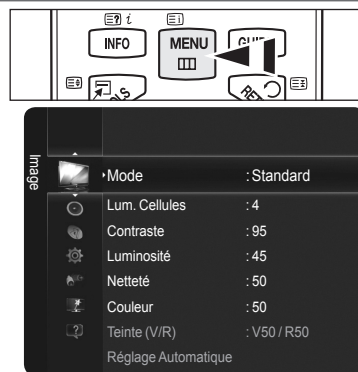 INFO
MENU
Image
Mode : Standard
Lum. Cellules : 4
Contraste : 95
Luminosité : 45
Netteté : 50
Couleur : 50
Teinte (V/R) : V50 / R50
Réglage Automatique